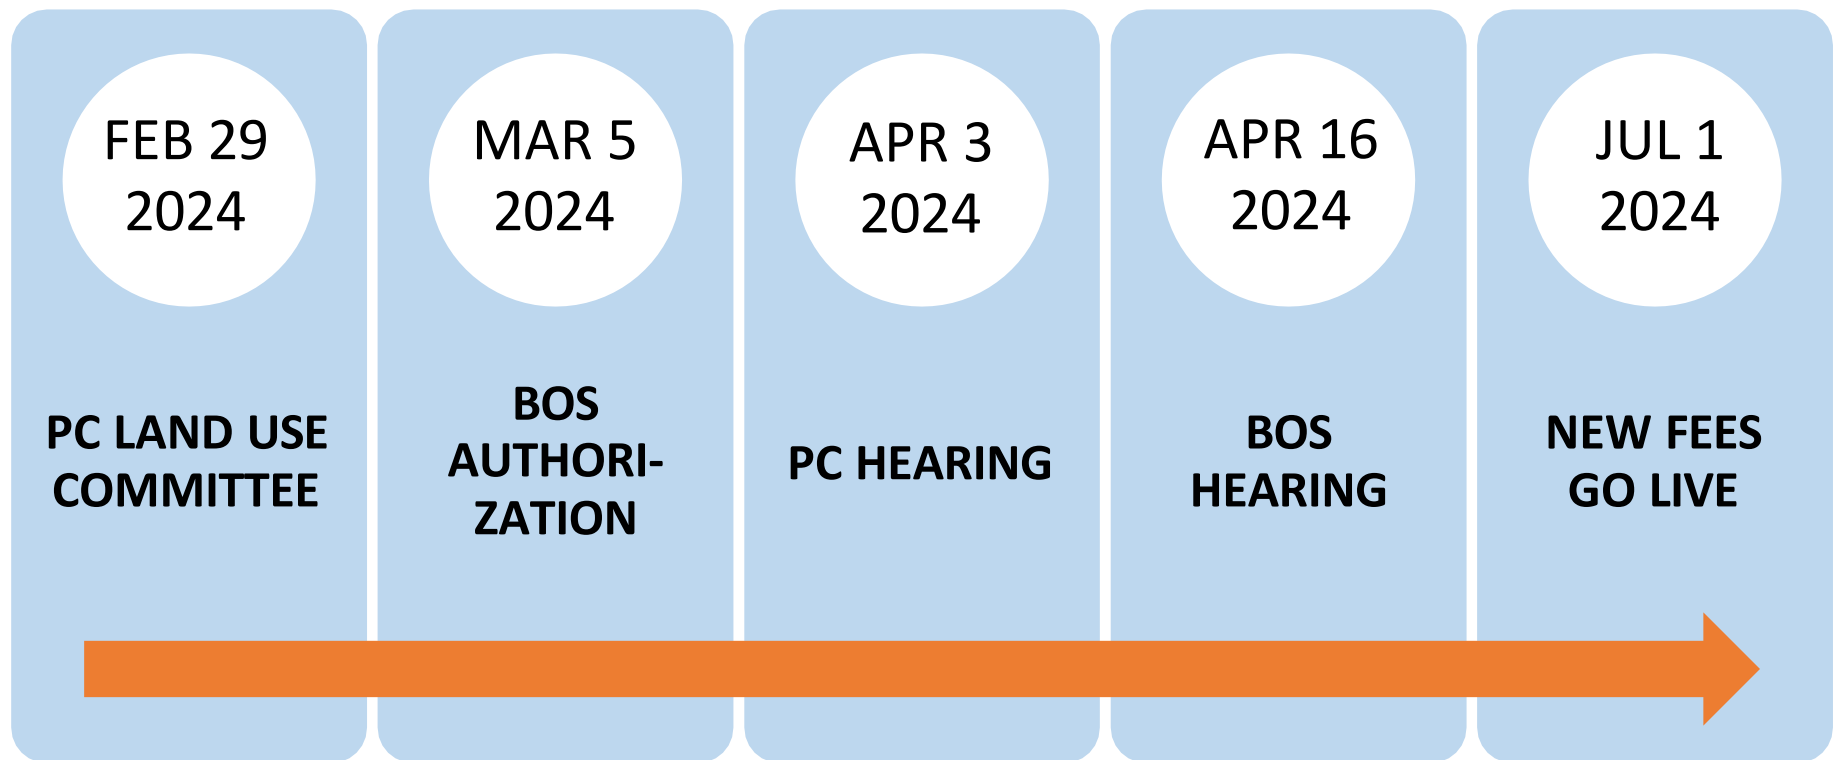 FEB 29
2024
PC LAND USE
COMMITTEE
MAR 5
2024
BOS
AUTHORI-
ZATION
APR 3
2024
PC HEARING
APR 16
2024
BOS
HEARING
JUL 1
2024
NEW FEES
GO LIVE